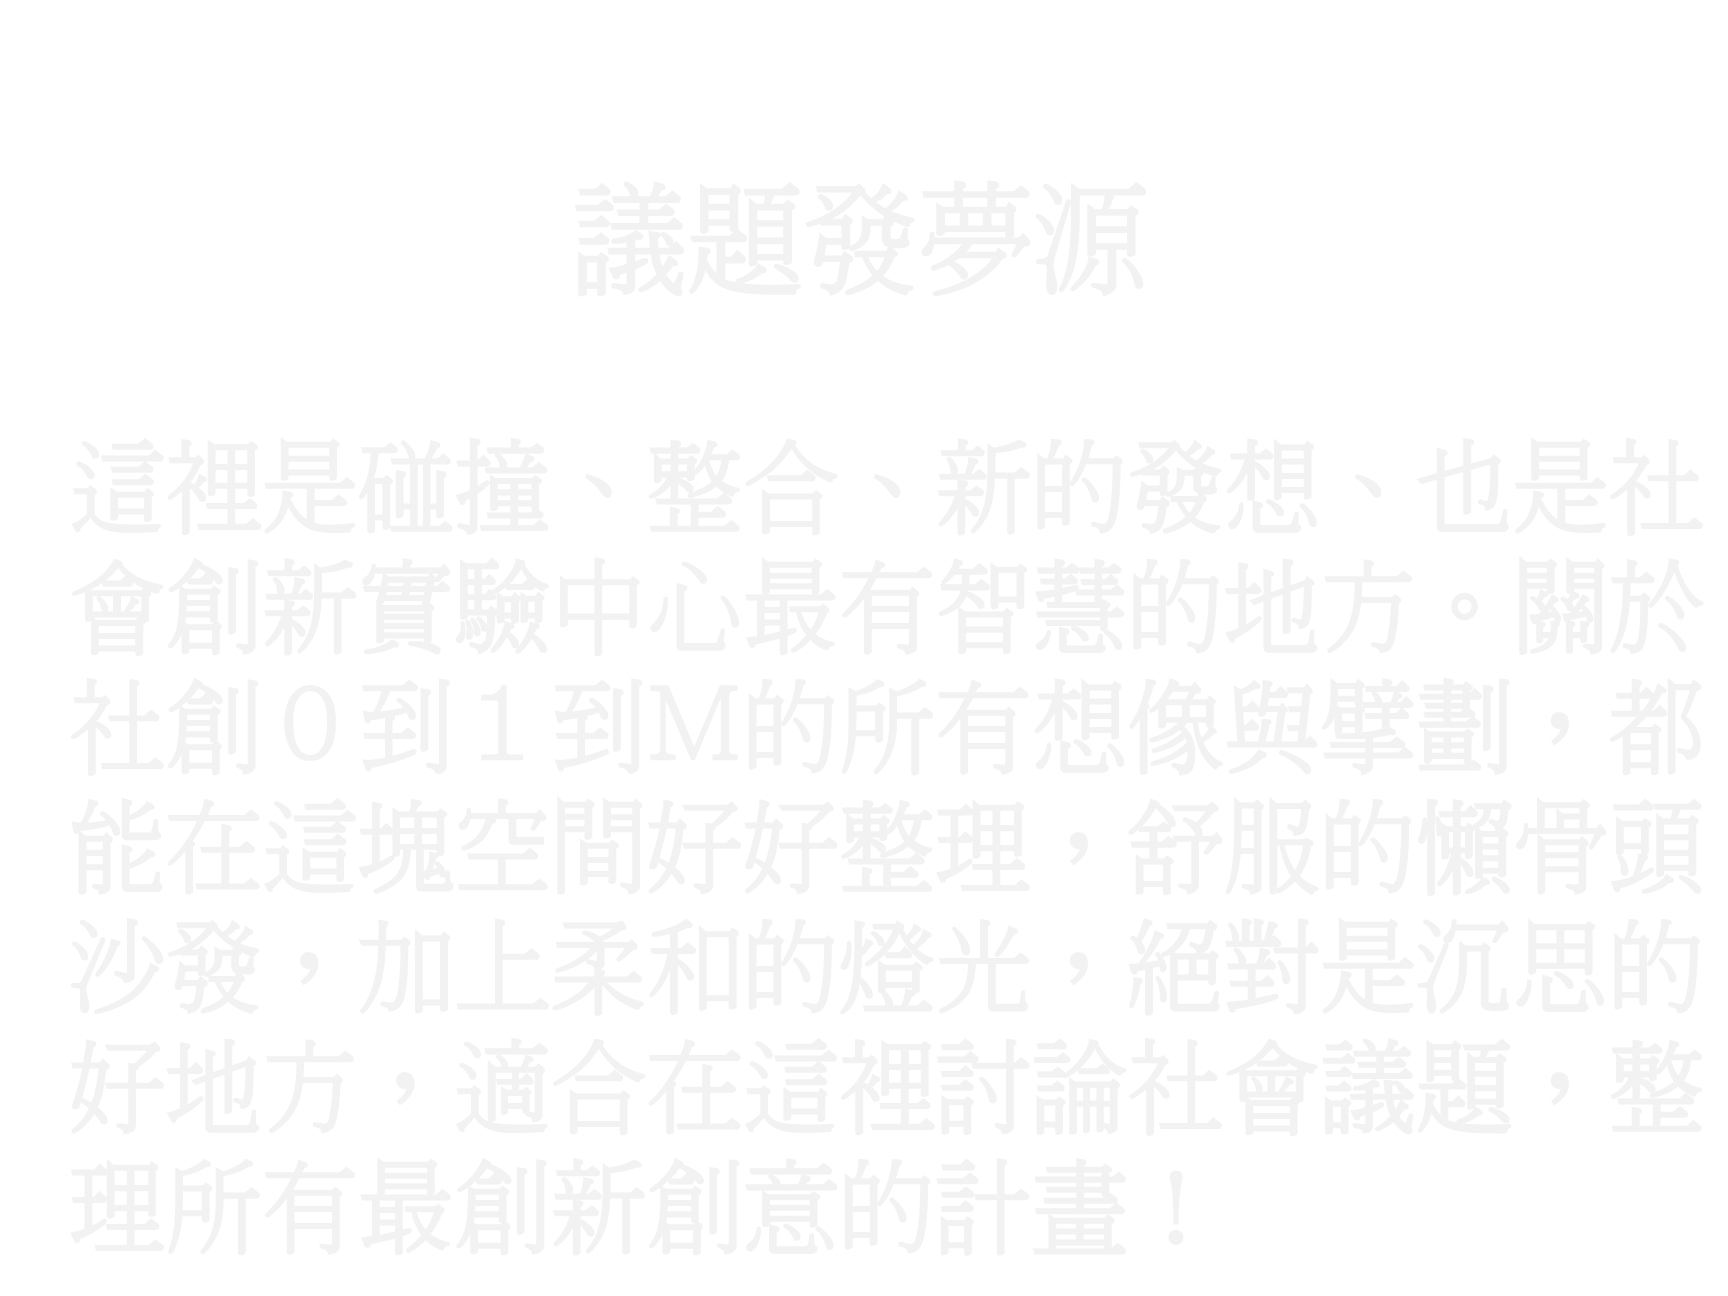 議題發夢源
這裡是碰撞、整合、新的發想、也是社
會創新實驗中心最有智慧的地方。關於
社創０到１到M的所有想像與擘劃，都
能在這塊空間好好整理，舒服的懶骨頭
沙發，加上柔和的燈光，絕對是沉思的
好地方，適合在這裡討論社會議題，整
理所有最創新創意的計畫！